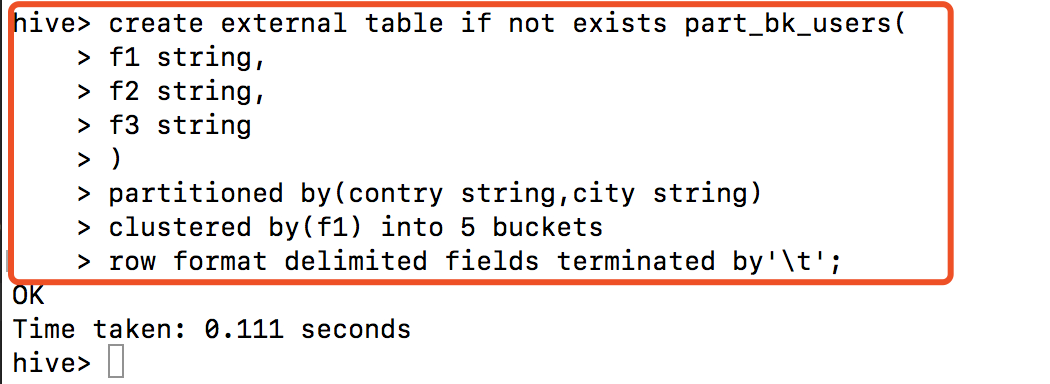 hive> create external table if not exists part_bk_users(
    > f1 string,
    > f2 string,
    > f3 string
    > )
    > partitioned by(contry string,city string)
    > clustered by(f1) into 5 buckets
    > row format delimited fields terminated by'\t';
OK
Time taken: 0.111 seconds
hive>